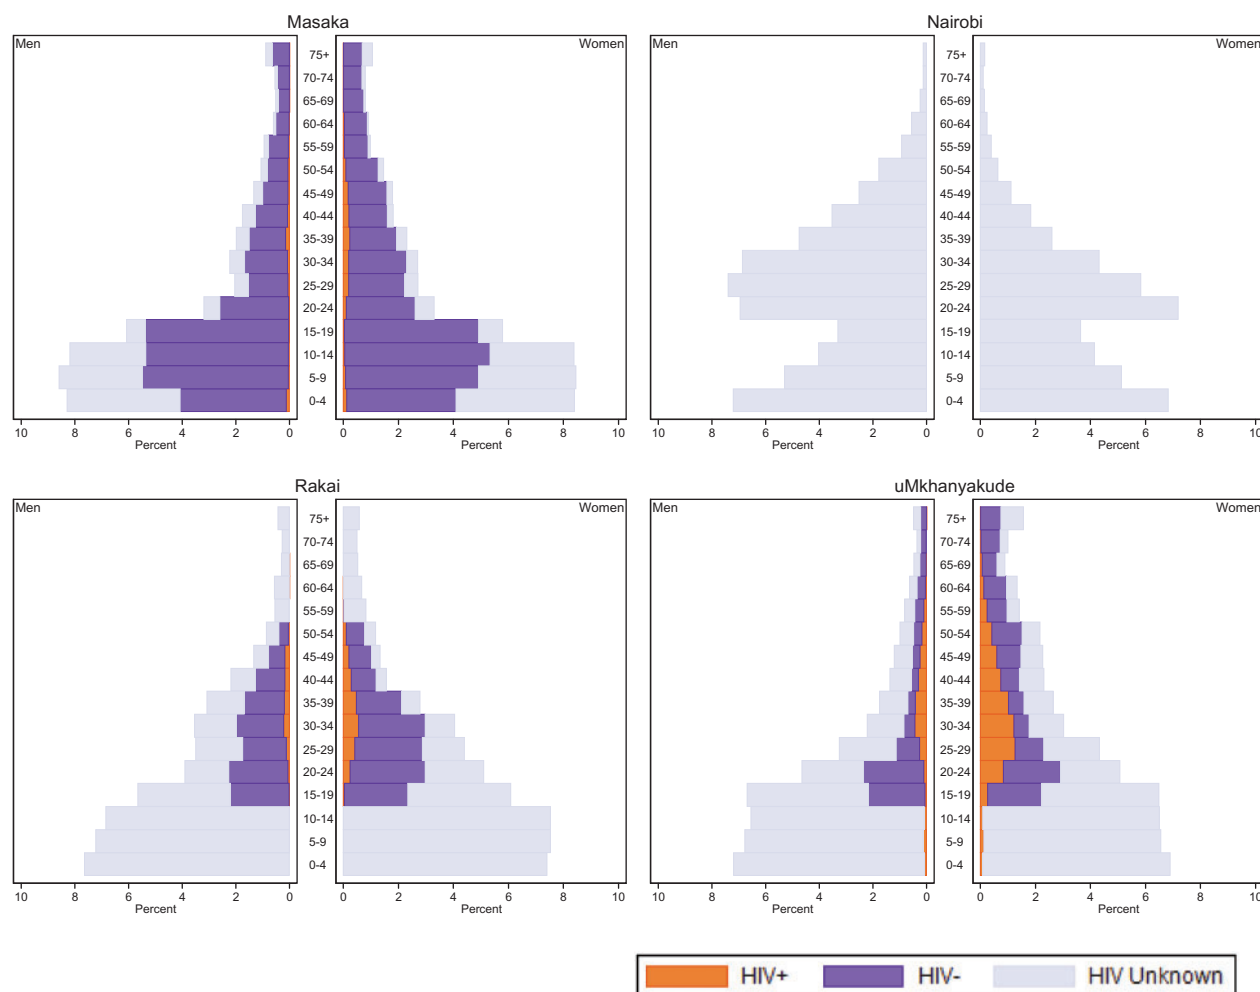 Masaka
Men
Women
75+
70-74
65-69
60-64
55-59
50-54
45-49
40-44
35-39
30-34
25-29
20-24
15-19
10-14
5-9
0-4
10 8 6 4 2 0
0 2 4 6 8 10
Percent
Percent
Nairobi
Men
Women
75+
70-74
65-69
60-64
55-59
50-54
45-49
40-44
35-39
30-34
25-29
20-24
15-19
10-14
5-9
0-4
10 8 6 4 2 0
0 2 4 6 8 10
Percent
Percent
Rakai
Men
Women
75+
70-74
65-69
60-64
55-59
50-54
45-49
40-44
35-39
30-34
25-29
20-24
15-19
10-14
5-9
0-4
10 8 6 4 2 0
0 2 4 6 8 10
Percent
Percent
uMkhanyakude
Men
Women
75+
70-74
65-69
60-64
55-59
50-54
45-49
40-44
35-39
30-34
25-29
20-24
15-19
10-14
5-9
0-4
10 8 6 4 2 0
0 2 4 6 8 10
Percent
Percent
HIV+ HIV- HIV Unknown